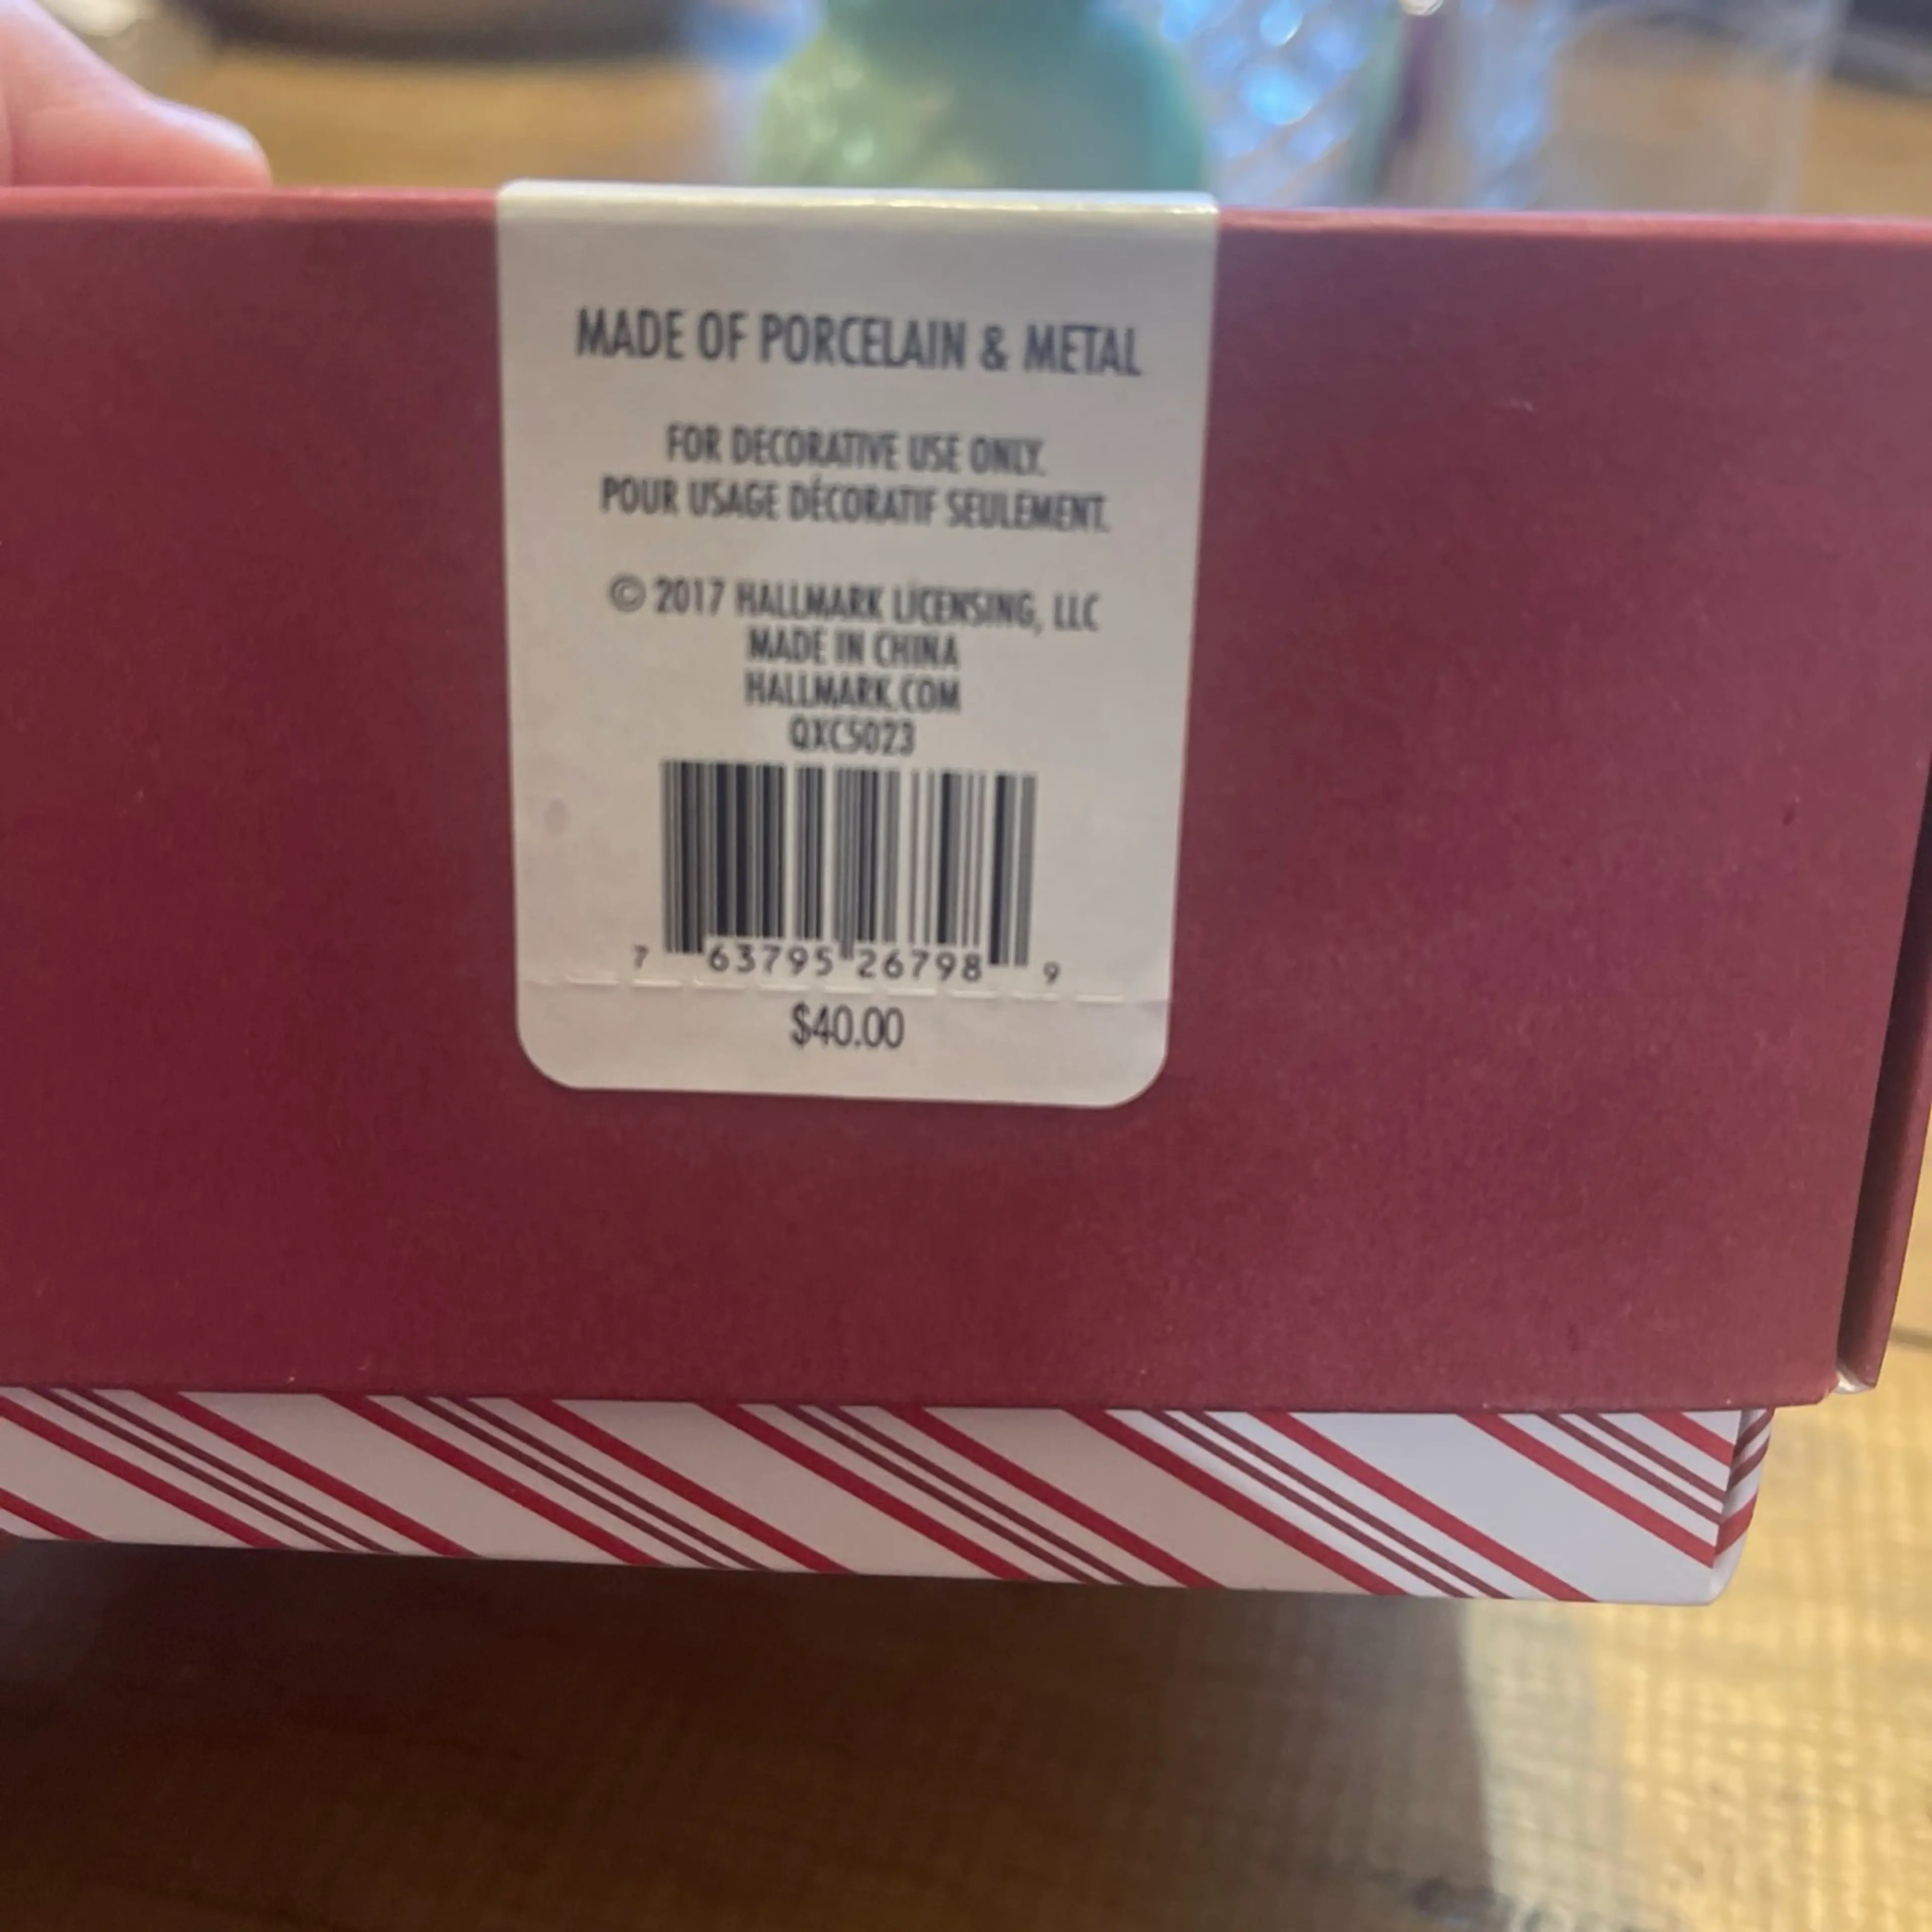 MADE OF PORCELAIN & METAL
FOR DECORATIVE USE ONLY.
POUR USAGE DÉCORATIF SEULEMENT.
© 2017 HALLMARK LICENSING, LLC
MADE IN CHINA
HALLMARK.COM
QXC5023
7 63795 26798 9
$40.00